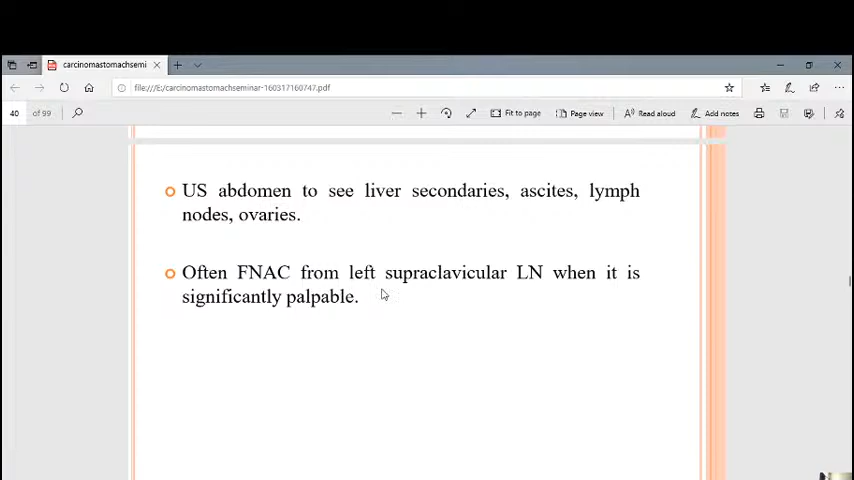 carcinomastomachsemi
file:///E:/carcinomastomachseminar-160317160747.pdf
40 of 99
Fit to page
Page view
Read aloud
Add notes
US abdomen to see liver secondaries, ascites, lymph
nodes, ovaries.
Often FNAC from left supraclavicular LN when it is
significantly palpable.